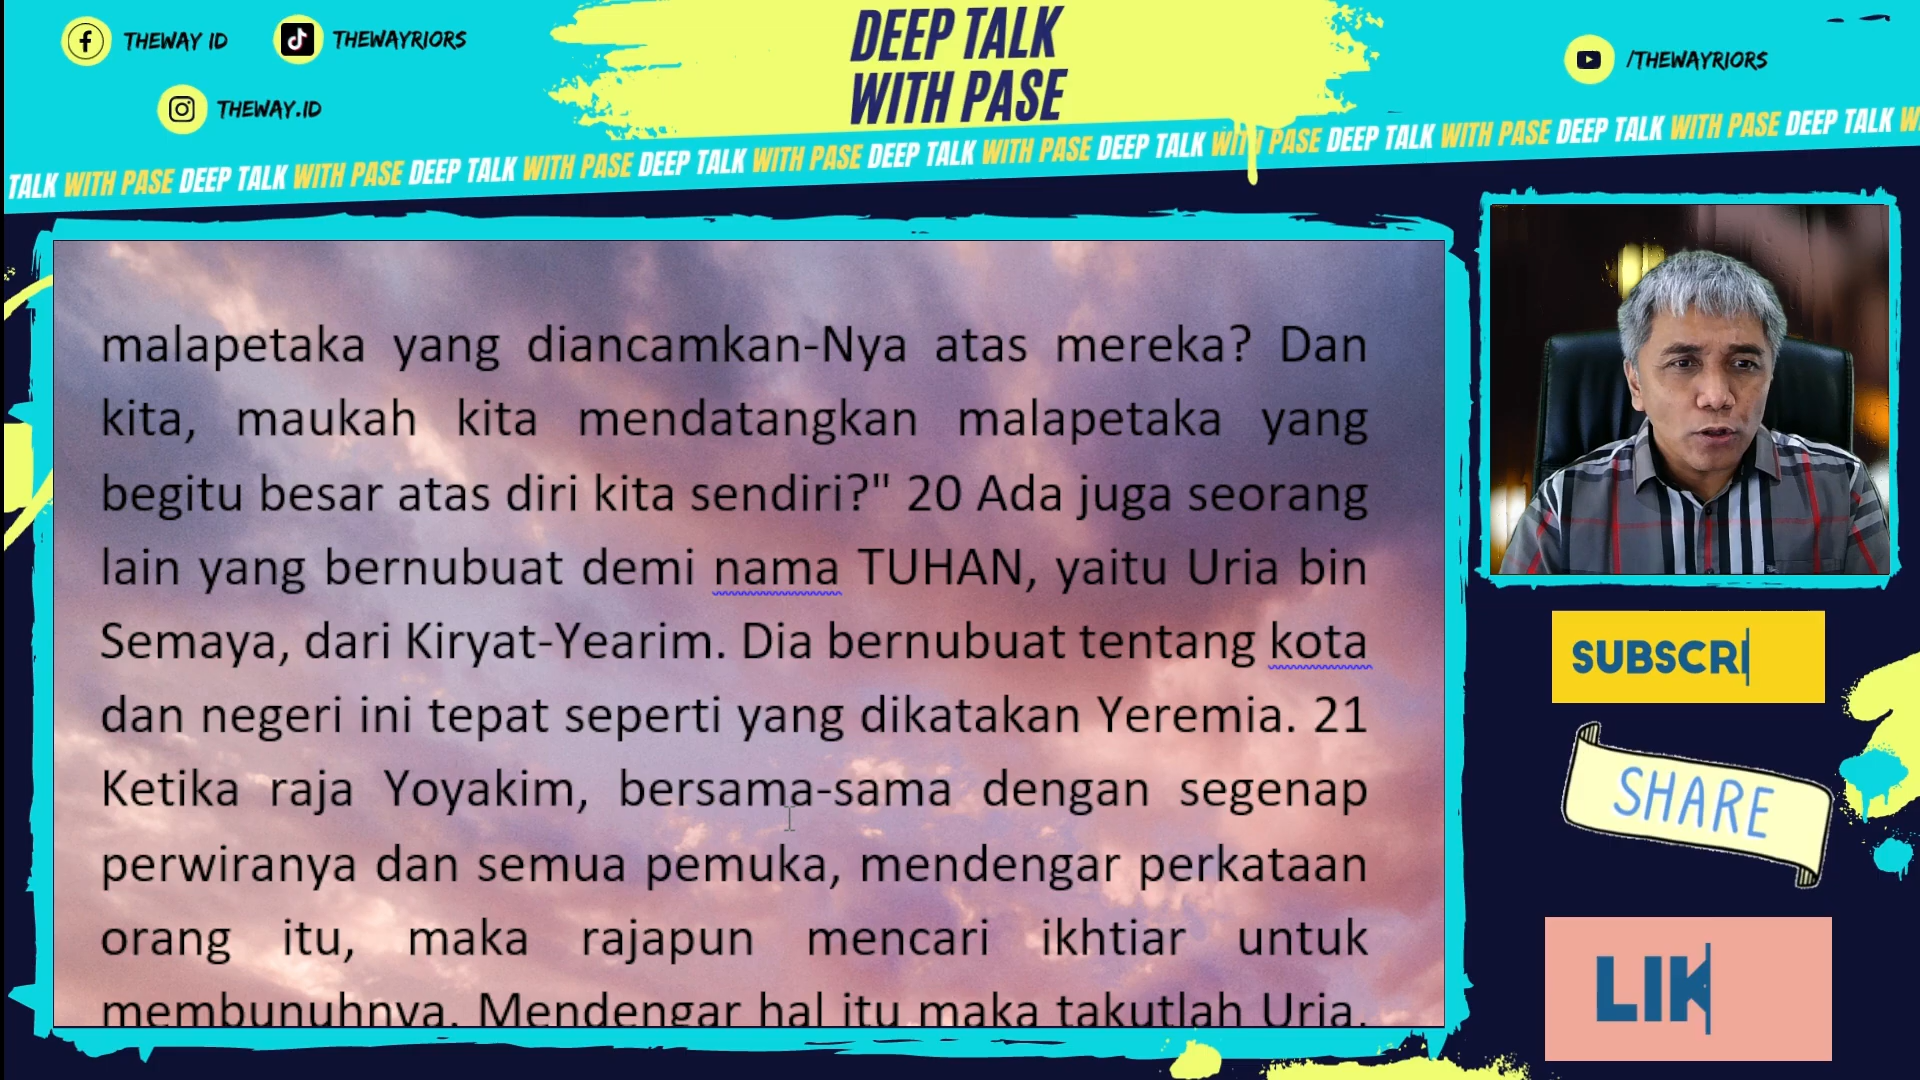 THEWAY ID
THEWAYRIORS
THEWAY.ID
DEEP TALK
WITH PASE
/THEWAYRIORS
TALK WITH PASE DEEP TALK WITH PASE DEEP TALK WITH PASE DEEP TALK WITH PASE DEEP TALK WITH PASE DEEP TALK WITH PASE DEEP TALK WITH PASE DEEP TALK W
malapetaka yang diancamkan-Nya atas mereka? Dan
kita, maukah kita mendatangkan malapetaka yang
begitu besar atas diri kita sendiri?" 20 Ada juga seorang
lain yang bernubuat demi nama TUHAN, yaitu Uria bin
Semaya, dari Kiryat-Yearim. Dia bernubuat tentang kota
dan negeri ini tepat seperti yang dikatakan Yeremia. 21
Ketika raja Yoyakim, bersama-sama dengan segenap
perwiranya dan semua pemuka, mendengar perkataan
orang itu, maka rajapun mencari ikhtiar untuk
membunuhnya. Mendengar hal itu maka takutlah Uria,
SUBSCRI
SHARE
LIK